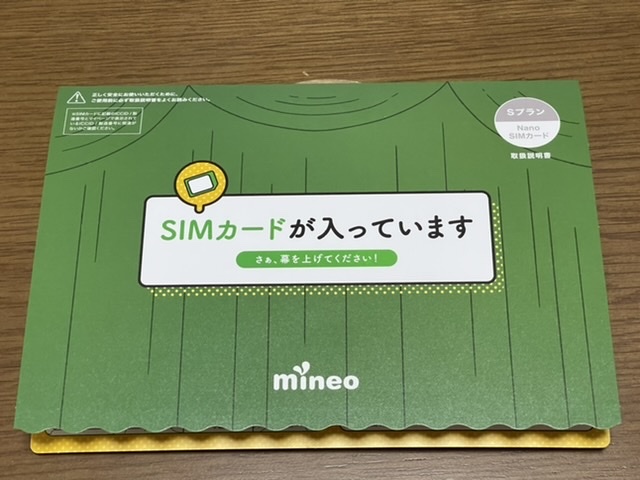 正しく安全にお使いいただくために、
ご使用前に必ず取扱説明書をよくお読みください。
Sプラン
Nano
SIMカード
取扱説明書
SIMカードが入っています
さぁ、幕を上げてください!
mineo